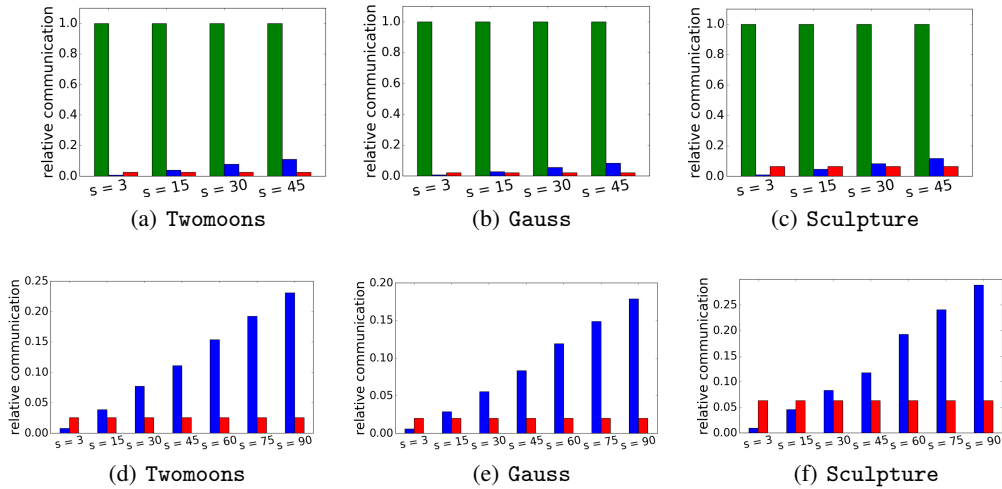 relative communication
1.0
0.8
0.6
0.4
0.2
0.0
s = 3 s = 15 s = 30 s = 45
(a) Twomoons
relative communication
1.0
0.8
0.6
0.4
0.2
0.0
s = 3 s = 15 s = 30 s = 45
(b) Gauss
relative communication
1.0
0.8
0.6
0.4
0.2
0.0
s = 3 s = 15 s = 30 s = 45
(c) Sculpture
relative communication
0.25
0.20
0.15
0.10
0.05
0.00
s = 3 s = 15 s = 30 s = 45 s = 60 s = 75 s = 90
(d) Twomoons
relative communication
0.20
0.15
0.10
0.05
0.00
s = 3 s = 15 s = 30 s = 45 s = 60 s = 75 s = 90
(e) Gauss
relative communication
0.25
0.20
0.15
0.10
0.05
0.00
s = 3 s = 15 s = 30 s = 45 s = 60 s = 75 s = 90
(f) Sculpture